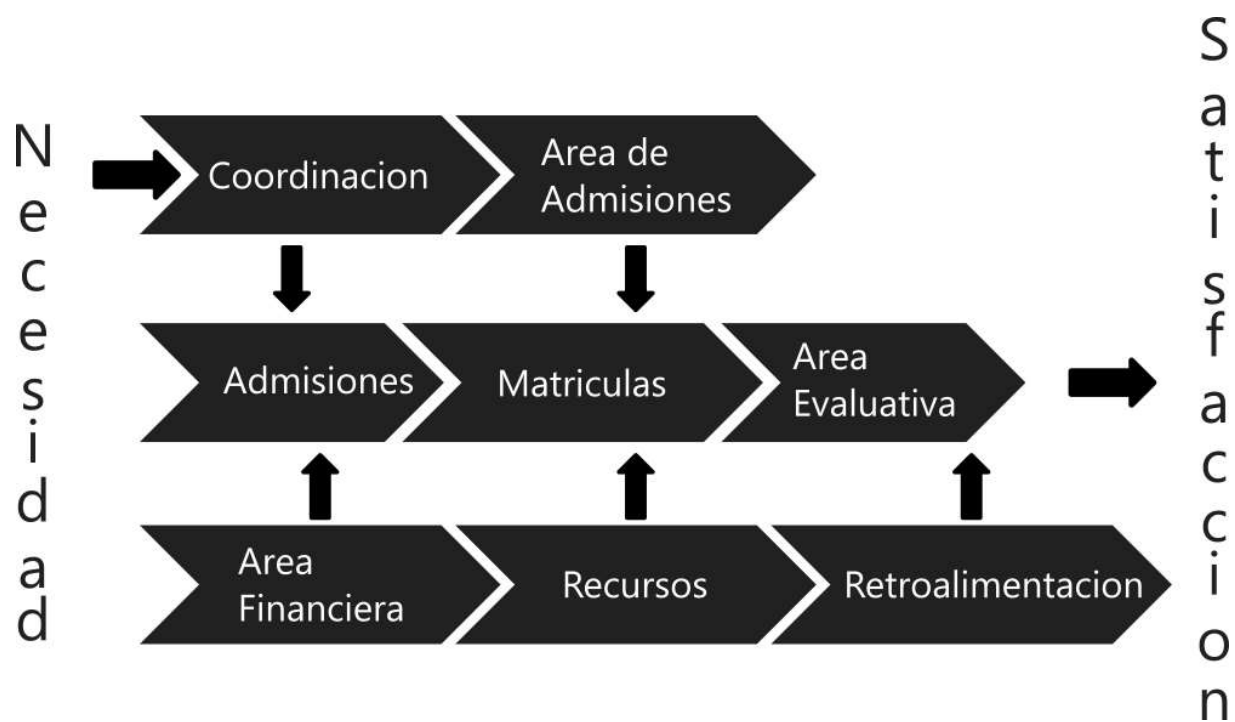 Necesidad
Coordinacion
Area de
Admisiones
Admisiones
Matriculas
Area
Evaluativa
Area
Financiera
Recursos
Retroalimentacion
Satisfaccion